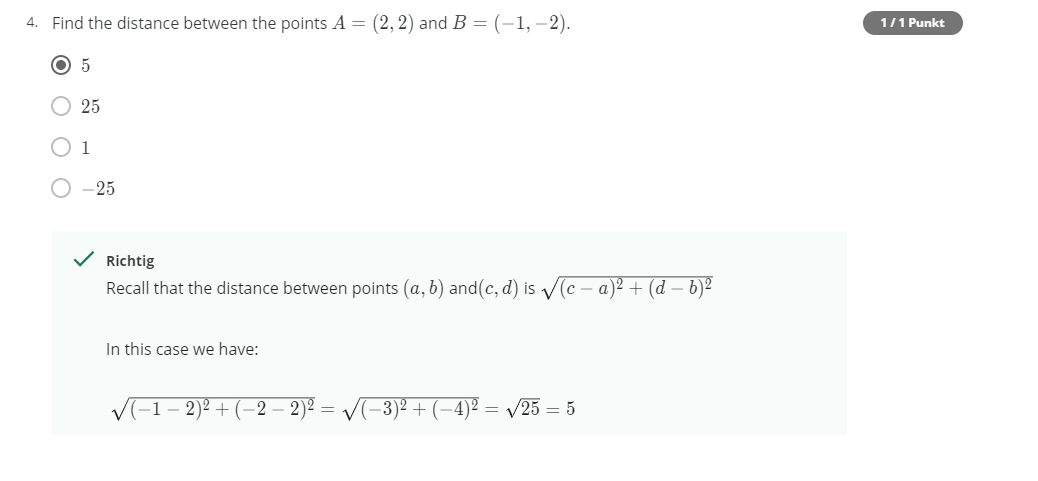 4. Find the distance between the points A = (2, 2) and B = (−1, −2).
1 / 1 Punkt
5
25
1
−25
Richtig
Recall that the distance between points (a, b) and(c, d) is √(c − a)² + (d − b)²
In this case we have:
√(−1 − 2)² + (−2 − 2)² = √(−3)² + (−4)² = √25 = 5